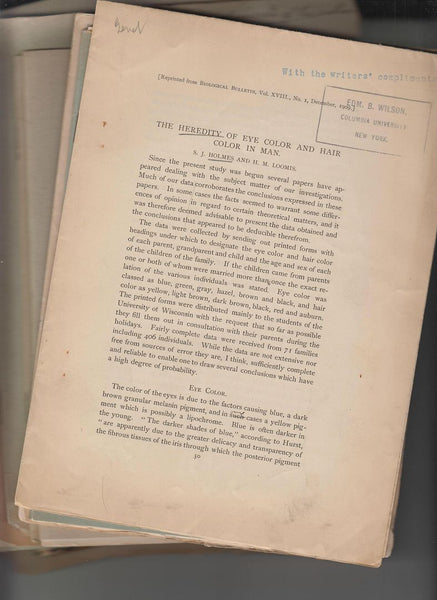 With the writers' compliments
[Reprinted from BIOLOGICAL BULLETIN, Vol. XVIII., No. 1, December, 1909.]
EDM. B. WILSON,
COLUMBIA UNIVERSITY
NEW YORK.
THE HEREDITY OF EYE COLOR AND HAIR
COLOR IN MAN.
S. J. HOLMES AND H. M. LOOMIS.
Since the present study was begun several papers have ap-
peared dealing with the subject matter of our investigations.
Much of our data corroborates the conclusions expressed in these
papers. In some cases the facts seemed to warrant some differ-
ences of opinion in regard to certain theoretical matters, and it
was therefore deemed advisable to present the data obtained and
the conclusions that appeared to be deducible therefrom.
The data were collected by sending out printed forms with
headings under which to designate the eye color and hair color
of each parent, grandparent and child and the age and sex of each
of the children of the family. If the children came from parents
one or both of whom were married more than once the exact re-
lation of the various individuals was stated. Eye color was
classed as blue, green, gray, hazel, brown and black, and hair
color as yellow, light brown, dark brown, black, red and auburn.
The printed forms were distributed mainly to the students of the
University of Wisconsin with the request that so far as possible
they fill them out in consultation with their parents during the
holidays. Fairly complete data were received from 71 families
including 406 individuals. While the data are not extensive nor
free from sources of error they are, I think, sufficiently complete
and reliable to enable one to draw several conclusions which have
a high degree of probability.
EYE COLOR.
The color of the eyes is due to the factors causing blue, a dark
brown granular melanin pigment, and in such cases a yellow pig-
ment which is possibly a lipochrome. Blue is often darker in
the young. "The darker shades of blue," according to Hurst,
"are apparently due to the greater delicacy and transparency of
the fibrous tissues of the iris through which the posterior pigment
50